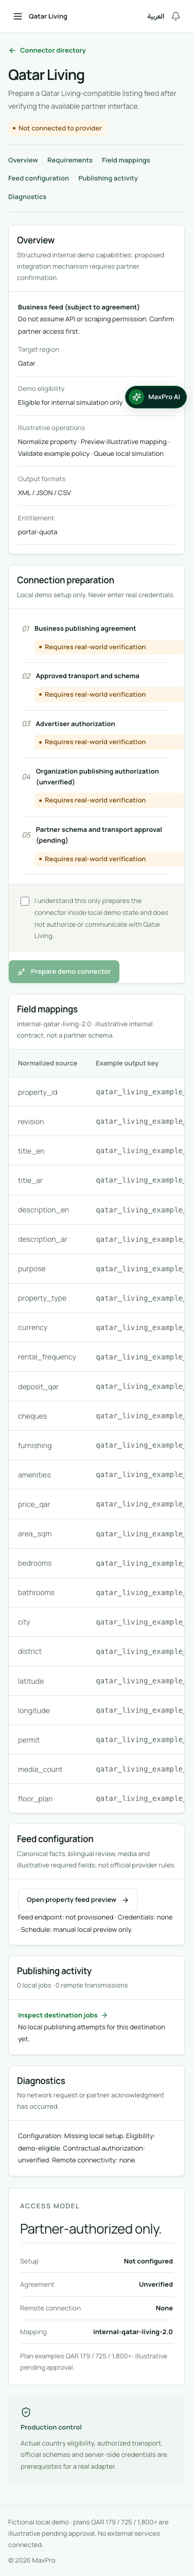 Qatar Living
العربية
Connector directory
Qatar Living
Prepare a Qatar Living-compatible listing feed after
verifying the available partner interface.
Not connected to provider
Overview Requirements Field mappings
Feed configuration Publishing activity
Diagnostics
Overview
Structured internal demo capabilities; proposed
integration mechanism requires partner
confirmation.
Business feed (subject to agreement)
Do not assume API or scraping permission. Confirm
partner access first.
Target region
Qatar
Demo eligibility
Eligible for internal simulation only
MaxPro AI
Illustrative operations
Normalize property · Preview illustrative mapping ·
Validate example policy · Queue local simulation
Output formats
XML / JSON / CSV
Entitlement
portal-quota
Connection preparation
Local demo setup only. Never enter real credentials.
01 Business publishing agreement
Requires real-world verification
02 Approved transport and schema
Requires real-world verification
03 Advertiser authorization
Requires real-world verification
04 Organization publishing authorization
(unverified)
Requires real-world verification
05 Partner schema and transport approval
(pending)
Requires real-world verification
I understand this only prepares the
connector inside local demo state and does
not authorize or communicate with Qatar
Living.
Prepare demo connector
Field mappings
internal-qatar-living-2.0 · illustrative internal
contract, not a partner schema.
Normalized source Example output key
property_id qatar_living_example_
revision qatar_living_example_
title_en qatar_living_example_
title_ar qatar_living_example_
description_en qatar_living_example_
description_ar qatar_living_example_
purpose qatar_living_example_
property_type qatar_living_example_
currency qatar_living_example_
rental_frequency qatar_living_example_
deposit_qar qatar_living_example_
cheques qatar_living_example_
furnishing qatar_living_example_
amenities qatar_living_example_
price_qar qatar_living_example_
area_sqm qatar_living_example_
bedrooms qatar_living_example_
bathrooms qatar_living_example_
city qatar_living_example_
district qatar_living_example_
latitude qatar_living_example_
longitude qatar_living_example_
permit qatar_living_example_
media_count qatar_living_example_
floor_plan qatar_living_example_
Feed configuration
Canonical facts, bilingual review, media and
illustrative required fields; not official provider rules.
Open property feed preview
Feed endpoint: not provisioned · Credentials: none
· Schedule: manual local preview only.
Publishing activity
0 local jobs · 0 remote transmissions
Inspect destination jobs
No local publishing attempts for this destination
yet.
Diagnostics
No network request or partner acknowledgment
has occurred.
Configuration: Missing local setup. Eligibility:
demo-eligible. Contractual authorization:
unverified. Remote connectivity: none.
ACCESS MODEL
Partner-authorized only.
Setup Not configured
Agreement Unverified
Remote connection None
Mapping internal-qatar-living-2.0
Plan examples QAR 179 / 725 / 1,800+: illustrative
pending approval.
Production control
Actual country eligibility, authorized transport,
official schemas and server-side credentials are
prerequisites for a real adapter.
Fictional local demo · plans QAR 179 / 725 / 1,800+ are
illustrative pending approval. No external services
connected.
© 2026 MaxPro